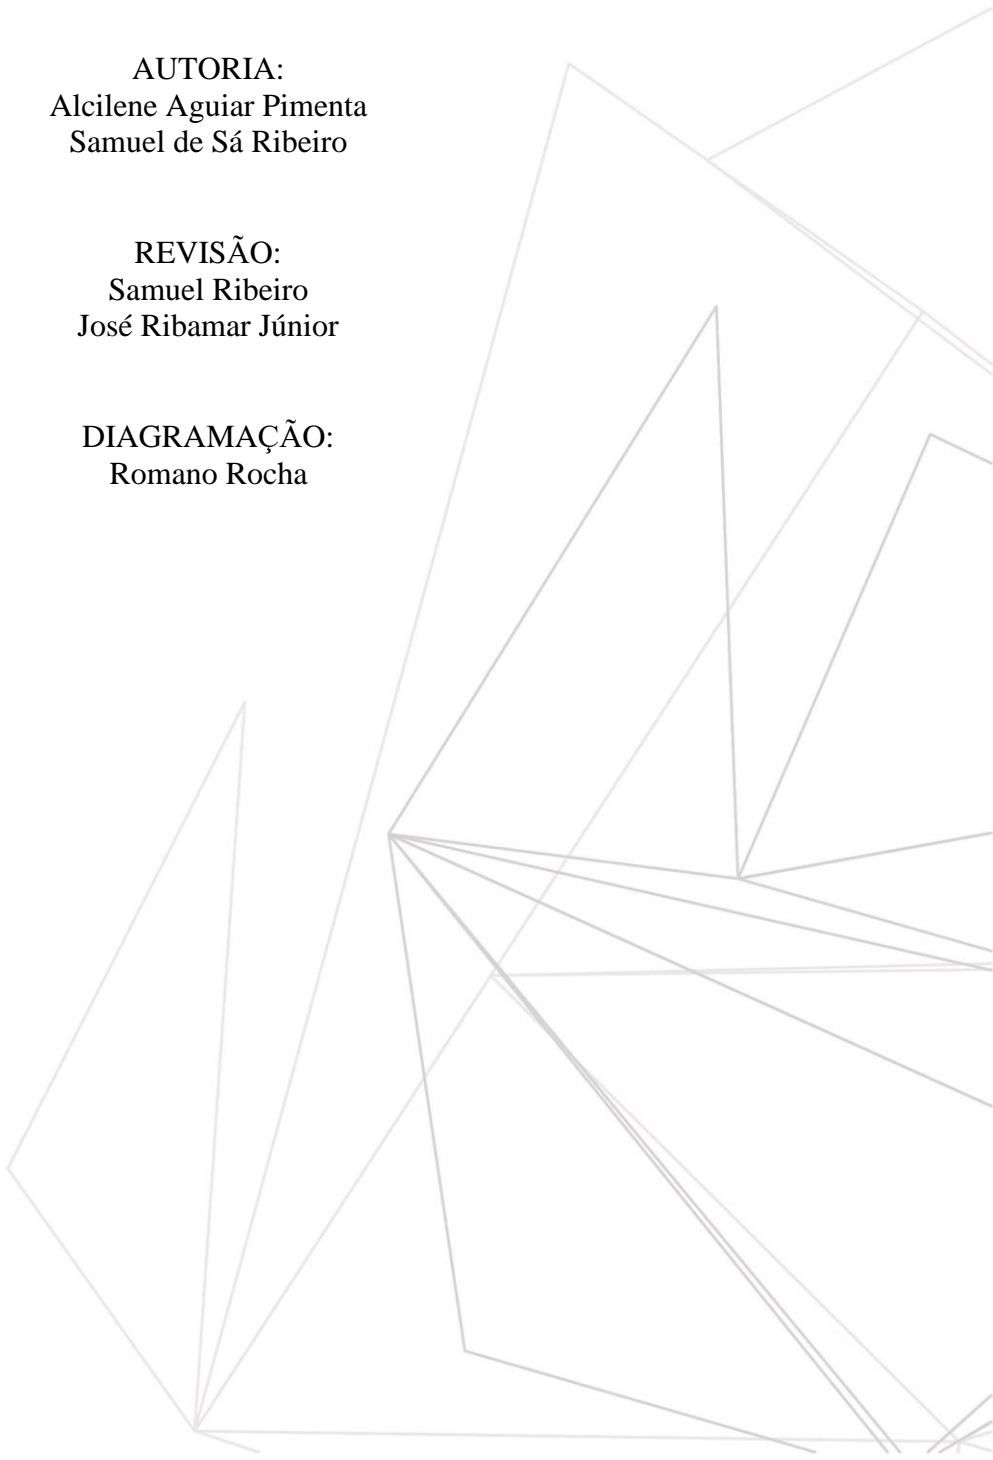 AUTORIA:
Alcilene Aguiar Pimenta
Samuel de Sá Ribeiro
REVISÃO:
Samuel Ribeiro
José Ribamar Júnior
DIAGRAMAÇÃO:
Romano Rocha